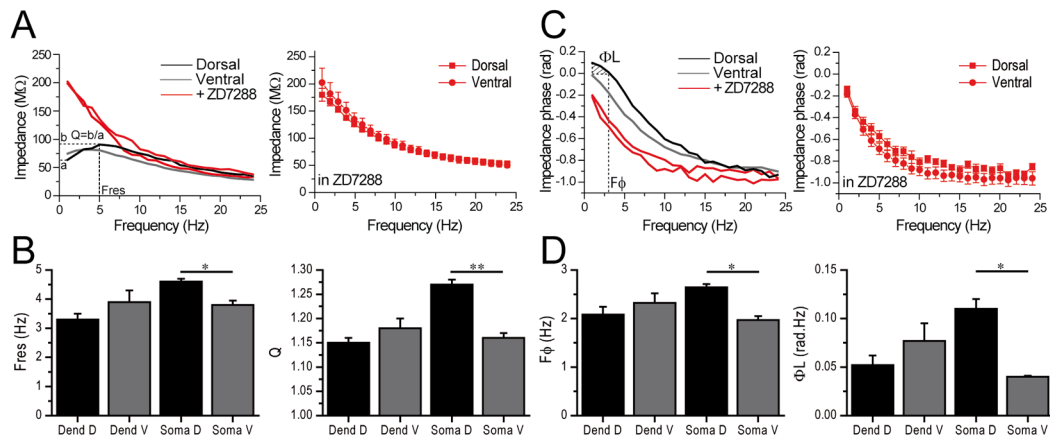 A
Impedance (MΩ)
250
200
150
100
50
0
Dorsal
Ventral
+ ZD7288
b
Q=b/a
a
Fres
0 5 10 15 20 25
Frequency (Hz)
Impedance (MΩ)
250
200
150
100
50
0
Dorsal
Ventral
in ZD7288
0 5 10 15 20 25
Frequency (Hz)
C
Impedance phase (rad)
0.2
0.0
-0.2
-0.4
-0.6
-0.8
-1.0
ΦL
Dorsal
Ventral
+ ZD7288
Fϕ
0 5 10 15 20 25
Frequency (Hz)
Impedance phase (rad)
0.2
0.0
-0.2
-0.4
-0.6
-0.8
-1.0
Dorsal
Ventral
in ZD7288
0 5 10 15 20 25
Frequency (Hz)
B
Fres (Hz)
5
4
3
2
1
0
*
Dend D Dend V Soma D Soma V
Q
1.30
1.25
1.20
1.15
1.10
1.05
1.00
**
Dend D Dend V Soma D Soma V
D
Fϕ (Hz)
3
2
1
0
*
Dend D Dend V Soma D Soma V
ΦL (rad.Hz)
0.15
0.10
0.05
0.00
*
Dend D Dend V Soma D Soma V